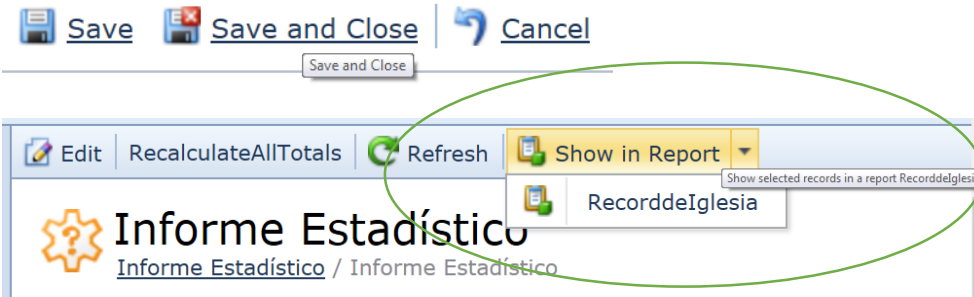 Save Save and Close Cancel
Save and Close
Edit RecalculateAllTotals Refresh Show in Report
Show selected records in a report RecorddeIglesi
RecorddeIglesia
Informe Estadístico
Informe Estadístico / Informe Estadístico